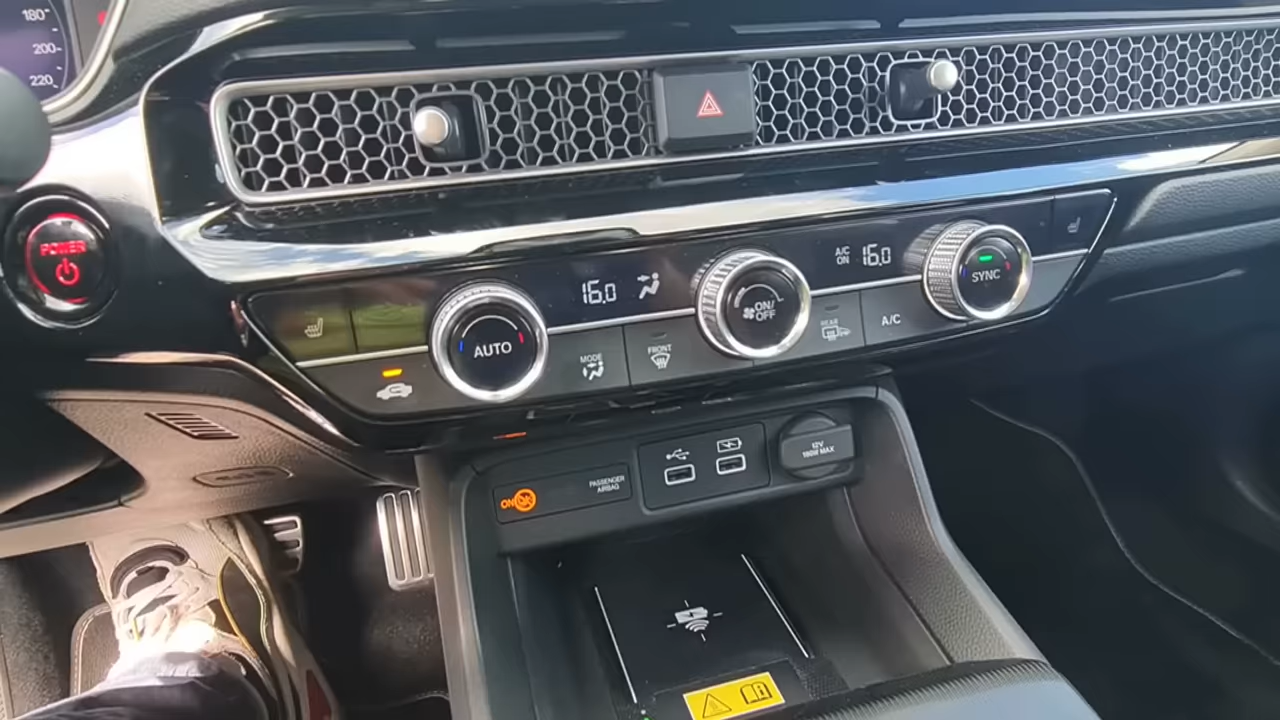 180
200
220
POWER
16.0
A/C
ON
16.0
AUTO
MODE
FRONT
ON/
OFF
REAR
A/C
SYNC
PASSENGER
AIRBAG
12V
180W MAX